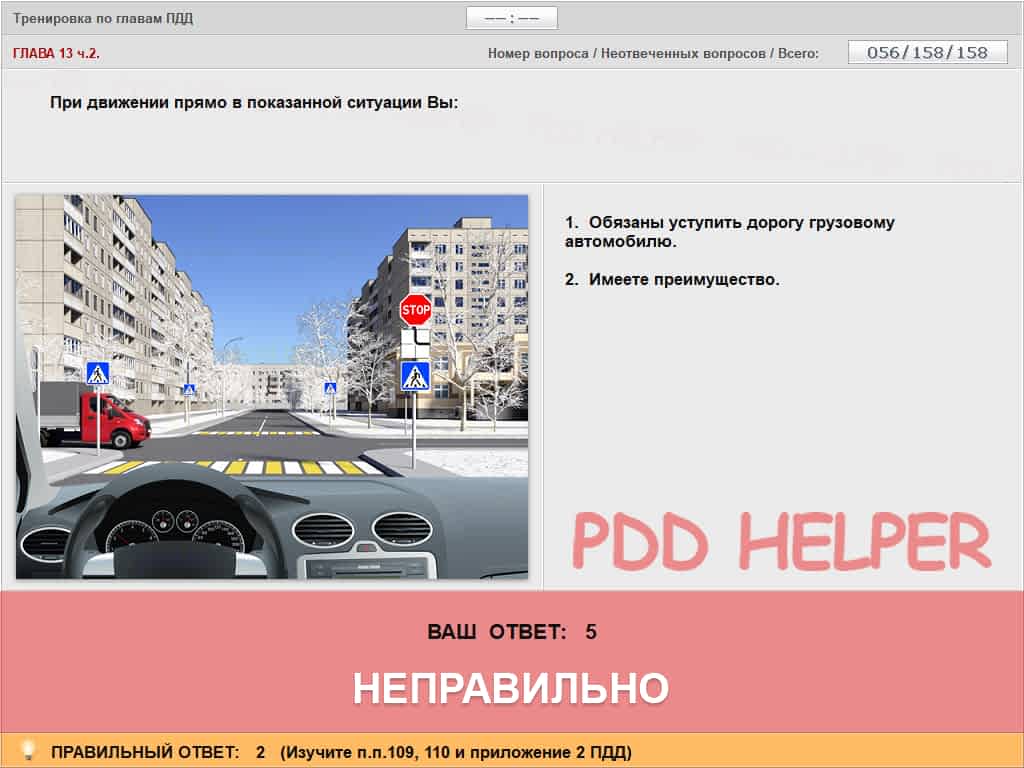 Тренировка по главам ПДД
—— : ——
ГЛАВА 13 ч.2.
Номер вопроса / Неотвеченных вопросов / Всего:
056/158/158
При движении прямо в показанной ситуации Вы:
STOP
1. Обязаны уступить дорогу грузовому
автомобилю.
2. Имеете преимущество.
PDD HELPER
ВАШ ОТВЕТ: 5
НЕПРАВИЛЬНО
ПРАВИЛЬНЫЙ ОТВЕТ: 2 (Изучите п.п.109, 110 и приложение 2 ПДД)